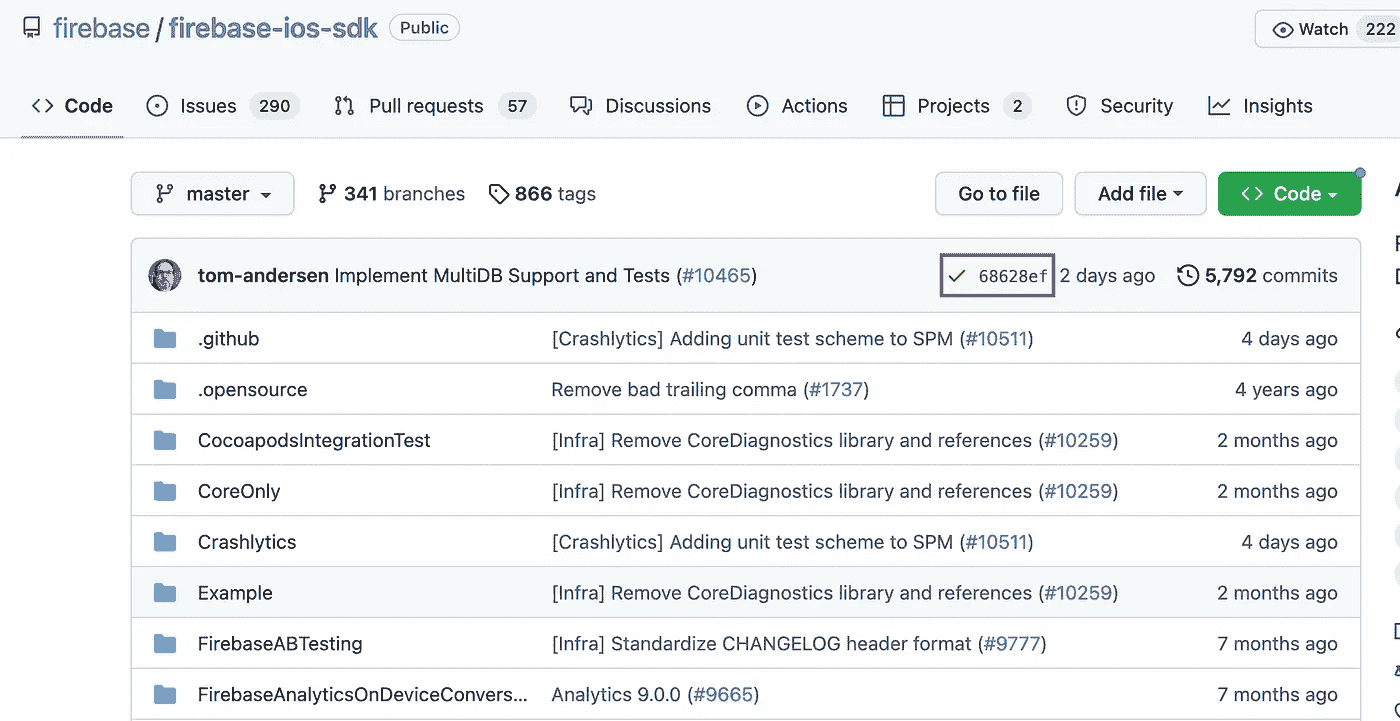 firebase / firebase-ios-sdk Public Watch 222
Code Issues 290 Pull requests 57 Discussions Actions Projects 2 Security Insights
master 341 branches 866 tags Go to file Add file Code
tom-andersen Implement MultiDB Support and Tests (#10465) 68628ef 2 days ago 5,792 commits
.github [Crashlytics] Adding unit test scheme to SPM (#10511) 4 days ago
.opensource Remove bad trailing comma (#1737) 4 years ago
CocoapodsIntegrationTest [Infra] Remove CoreDiagnostics library and references (#10259) 2 months ago
CoreOnly [Infra] Remove CoreDiagnostics library and references (#10259) 2 months ago
Crashlytics [Crashlytics] Adding unit test scheme to SPM (#10511) 4 days ago
Example [Infra] Remove CoreDiagnostics library and references (#10259) 2 months ago
FirebaseABTesting [Infra] Standardize CHANGELOG header format (#9777) 7 months ago
FirebaseAnalyticsOnDeviceConvers... Analytics 9.0.0 (#9665) 7 months ago